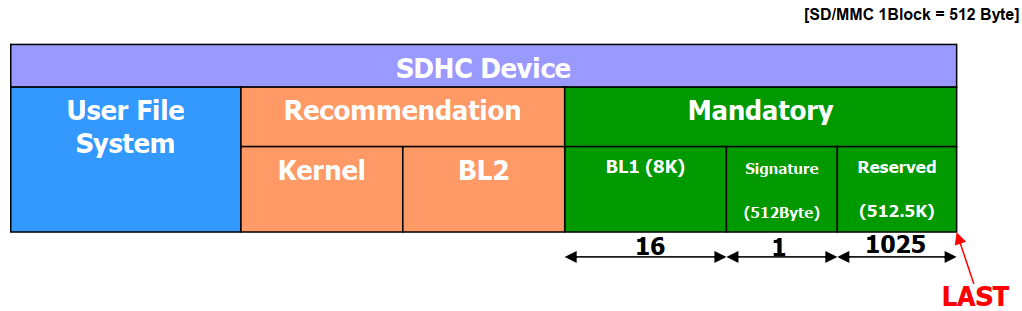 [SD/MMC 1Block = 512 Byte]
SDHC Device
User File
System
Recommendation
Mandatory
Kernel
BL2
BL1 (8K)
Signature
(512Byte)
Reserved
(512.5K)
16
1
1025
LAST